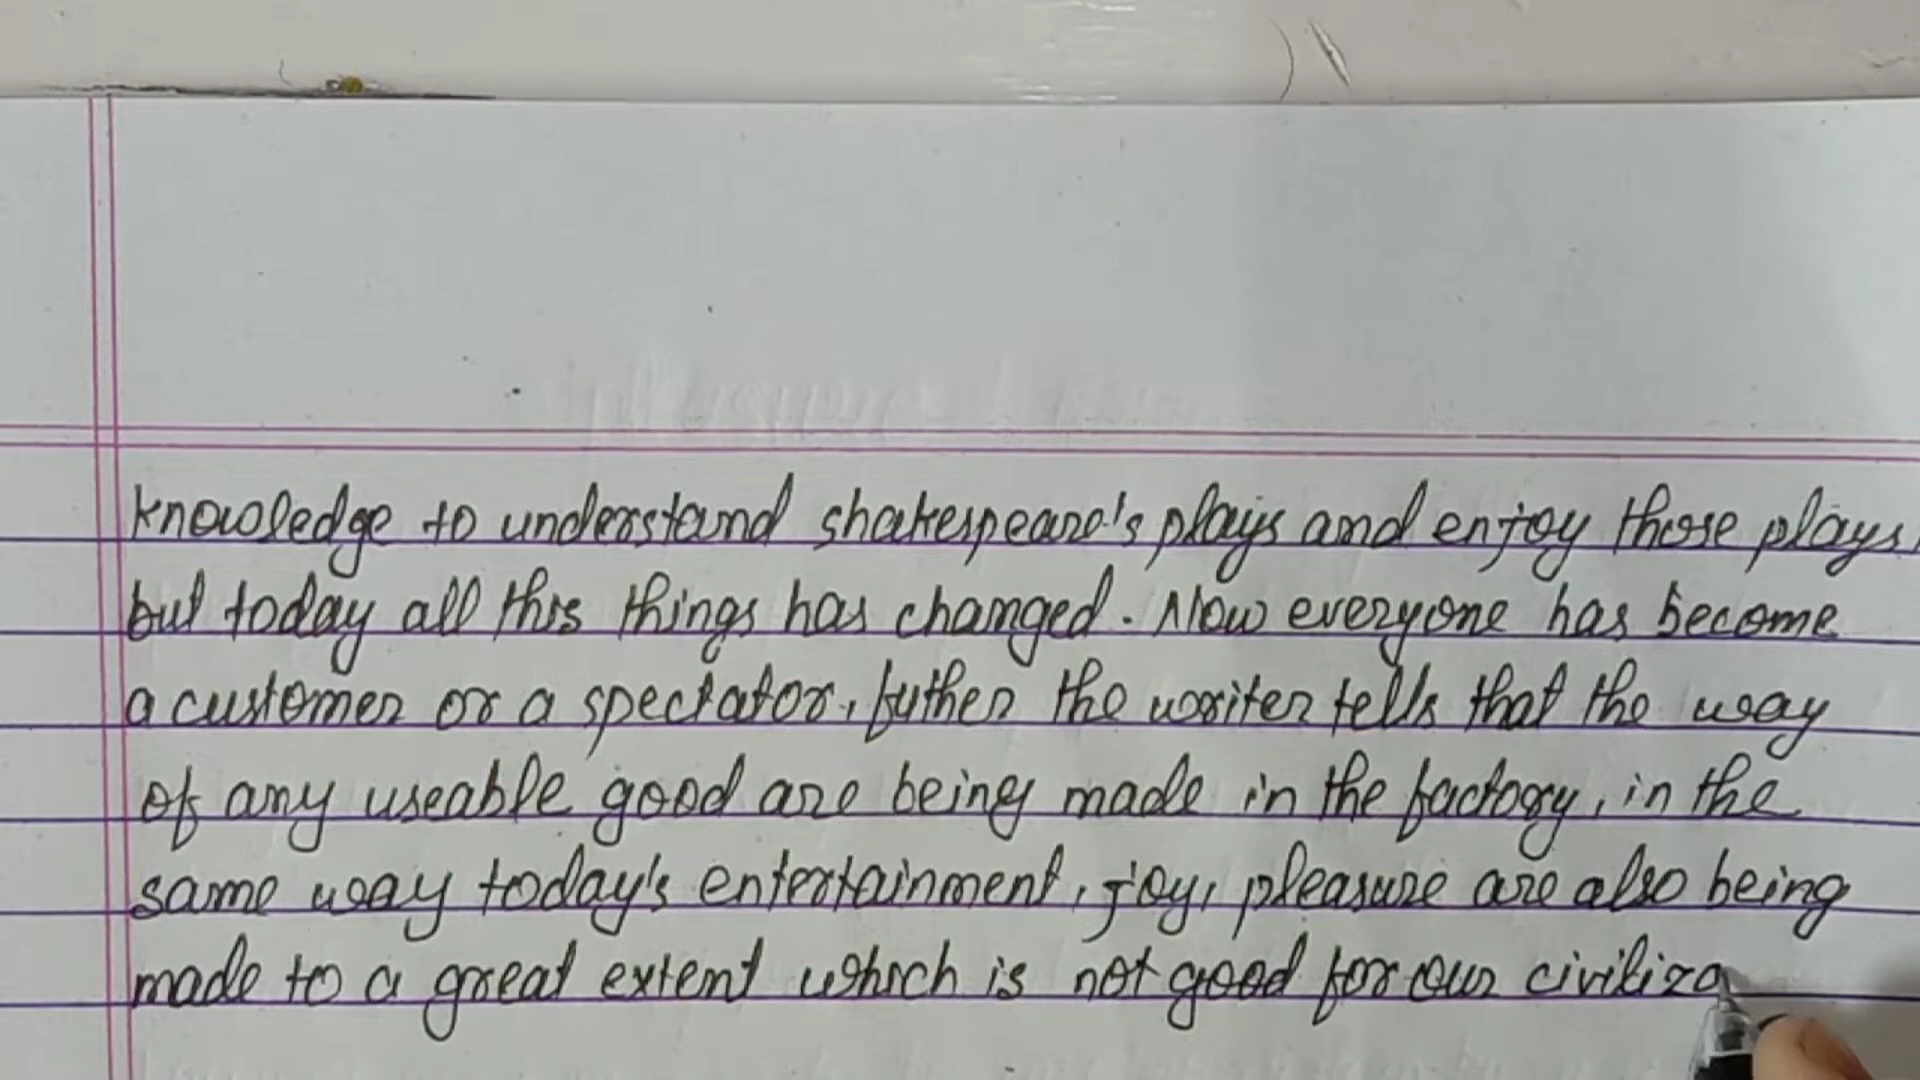 knowledge to understand shakespeare's plays and enjoy those plays,
but today all this things has changed. Now everyone has become
a customer or a spectator, futher the writer tells that the way
of any useable good are being made in the factory, in the
same way today's entertainment, joy, pleasure are also being
made to a great extent which is not good for our civiliza